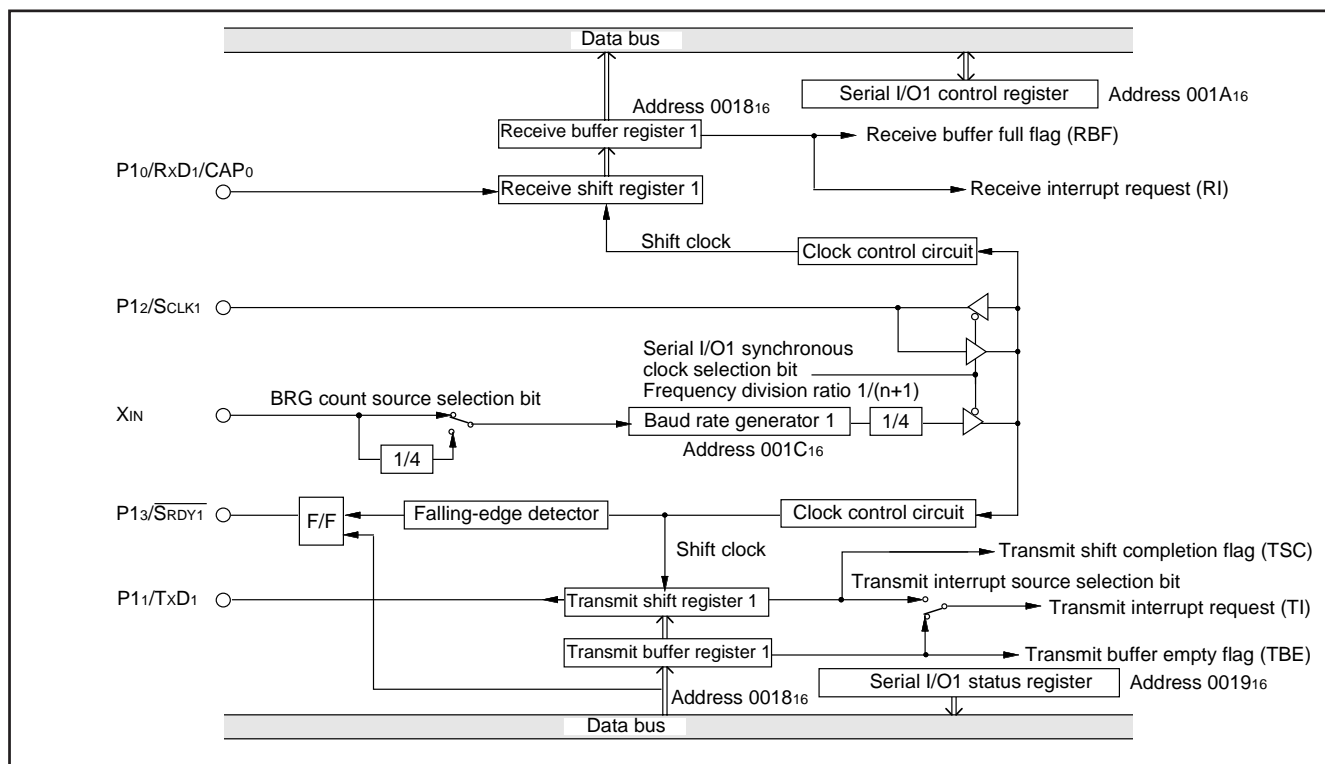 Data bus
Serial I/O1 control register Address 001A₁₆
Address 0018₁₆
Receive buffer register 1 Receive buffer full flag (RBF)
P1₀/RxD₁/CAP₀
Receive shift register 1 Receive interrupt request (RI)
Shift clock Clock control circuit
P1₂/SCLK1
Serial I/O1 synchronous
clock selection bit
Frequency division ratio 1/(n+1)
BRG count source selection bit
XIN Baud rate generator 1 1/4
Address 001C₁₆
1/4
P1₃/S̅R̅D̅Y̅1̅ F/F Falling-edge detector Clock control circuit
Shift clock Transmit shift completion flag (TSC)
Transmit interrupt source selection bit
P1₁/TxD₁ Transmit shift register 1 Transmit interrupt request (TI)
Transmit buffer register 1 Transmit buffer empty flag (TBE)
Address 0018₁₆ Serial I/O1 status register Address 0019₁₆
Data bus